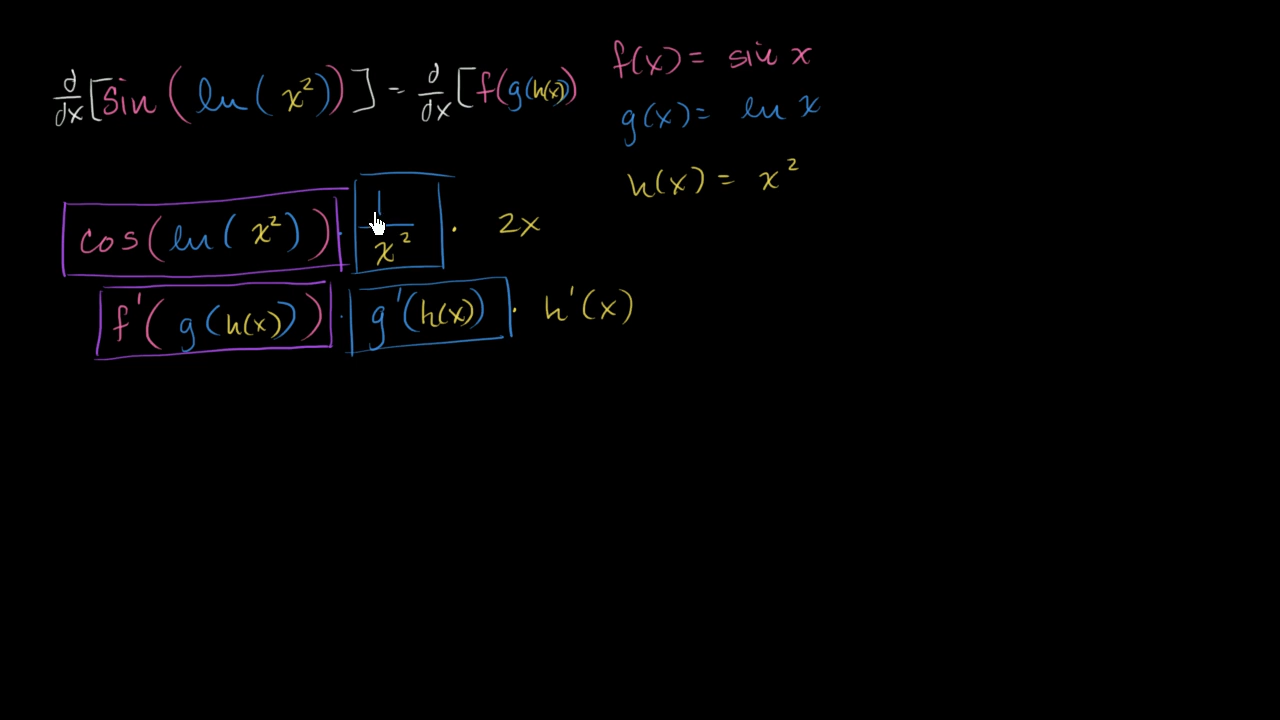 d/dx [sin(ln(x²))] = d/dx [f(g(h(x)))
f(x) = sin x
g(x) = ln x
h(x) = x²
cos(ln(x²)) · 1/x² · 2x
f'(g(h(x))) · g'(h(x)) · h'(x)